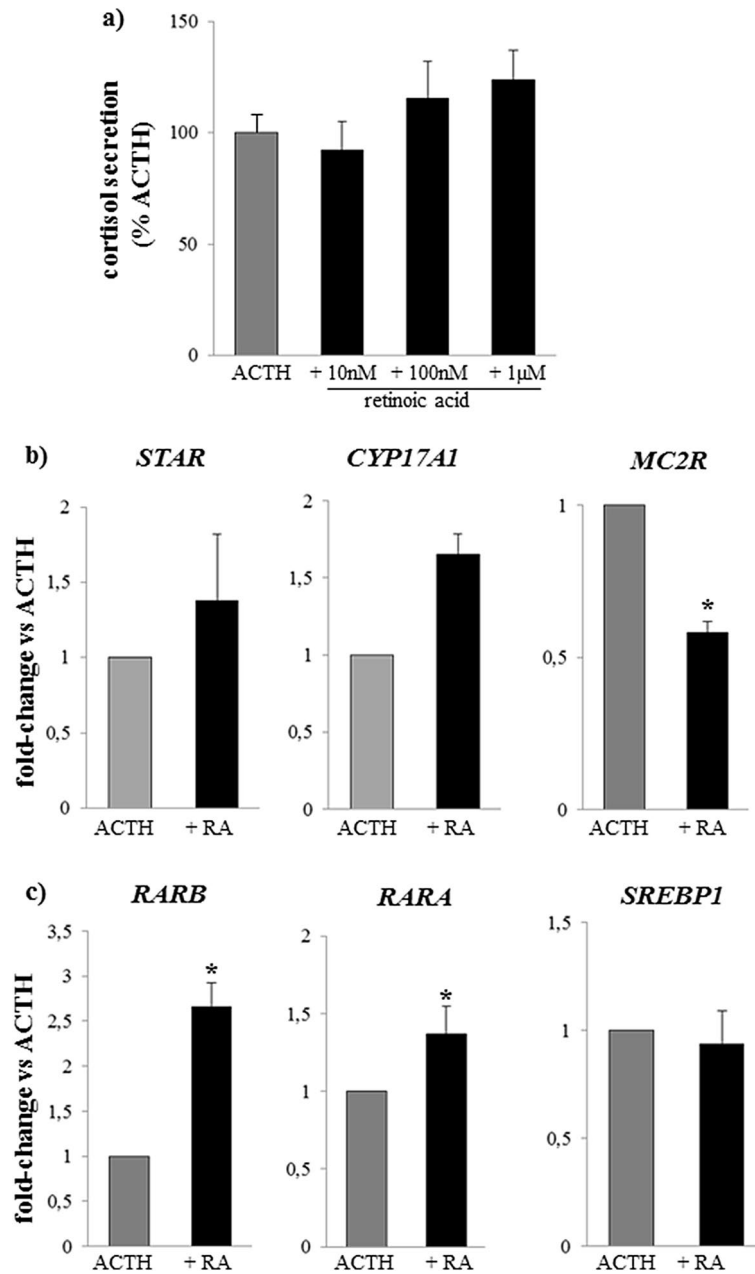 a)
cortisol secretion
(% ACTH)
150
100
50
0
ACTH + 10nM + 100nM + 1µM
retinoic acid
b)
STAR CYP17A1 MC2R
fold-change vs ACTH
2
1,5
1
0,5
0
ACTH + RA
2
1,5
1
0,5
0
ACTH + RA
1
0,5
0
*
ACTH + RA
c)
RARB RARA SREBP1
fold-change vs ACTH
3,5
3
2,5
2
1,5
1
0,5
0
*
ACTH + RA
2
1,5
1
0,5
0
*
ACTH + RA
1,5
1
0,5
0
ACTH + RA